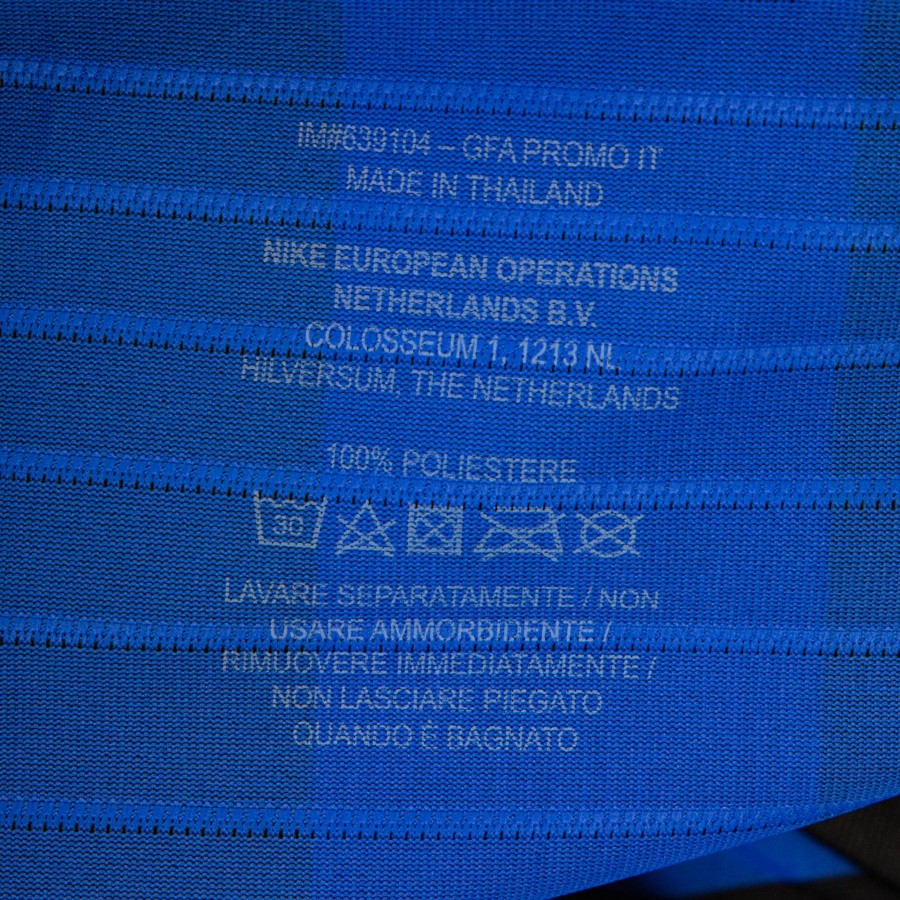 IM#639104 – GFA PROMO IT
MADE IN THAILAND
NIKE EUROPEAN OPERATIONS
NETHERLANDS B.V.
COLOSSEUM 1, 1213 NL
HILVERSUM, THE NETHERLANDS
100% POLIESTERE
30
LAVARE SEPARATAMENTE / NON
USARE AMMORBIDENTE /
RIMUOVERE IMMEDIATAMENTE /
NON LASCIARE PIEGATO
QUANDO È BAGNATO